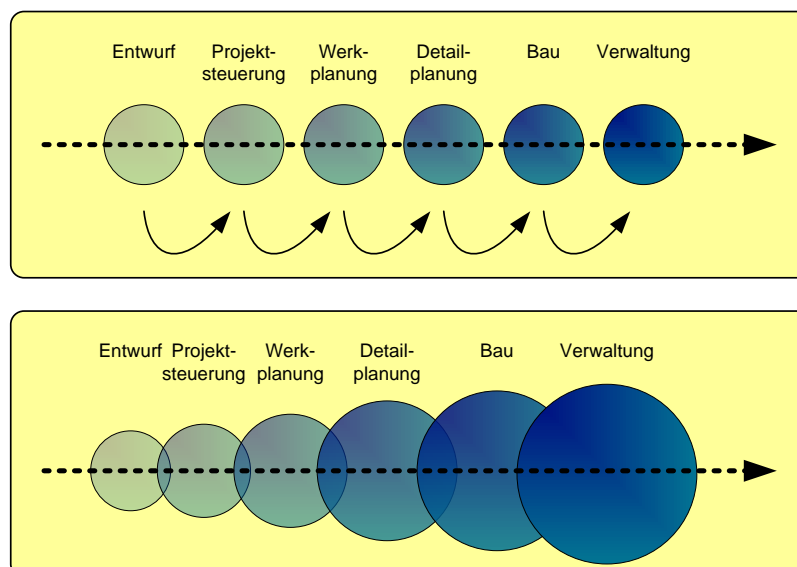 Entwurf Projekt- Werk- Detail- Bau Verwaltung
steuerung planung planung
Entwurf Projekt- Werk- Detail- Bau Verwaltung
steuerung planung planung